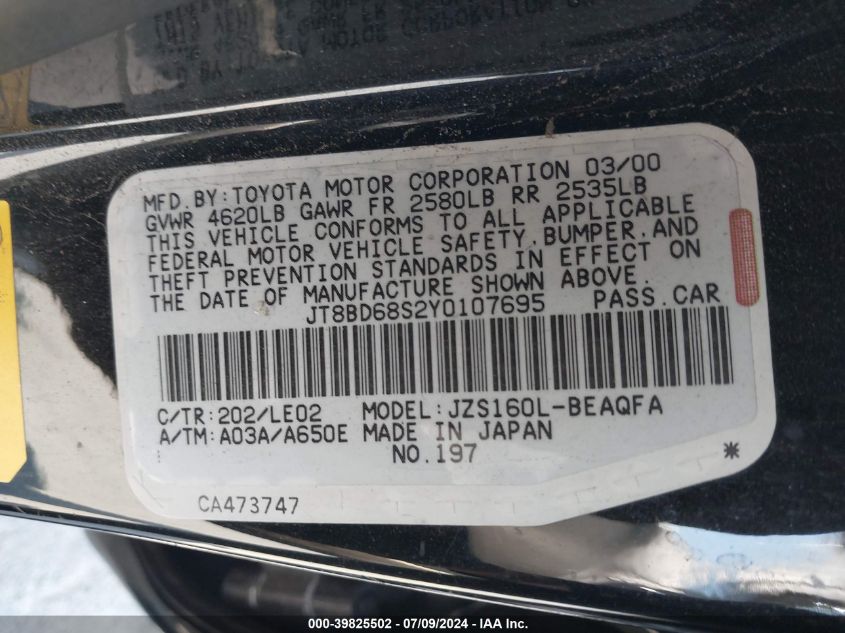 MFD.BY:TOYOTA MOTOR CORPORATION 03/00
GVWR 4620LB GAWR FR 2580LB RR 2535LB
THIS VEHICLE CONFORMS TO ALL APPLICABLE
FEDERAL MOTOR VEHICLE SAFETY,BUMPER,AND
THEFT PREVENTION STANDARDS IN EFFECT ON
THE DATE OF MANUFACTURE SHOWN ABOVE.
JT8BD68S2Y0107695 PASS.CAR
C/TR:202/LE02 MODEL:JZS160L-BEAQFA
A/TM:A03A/A650E MADE IN JAPAN
NO.197 *
CA473747
000-39825502 - 07/09/2024 - IAA Inc.